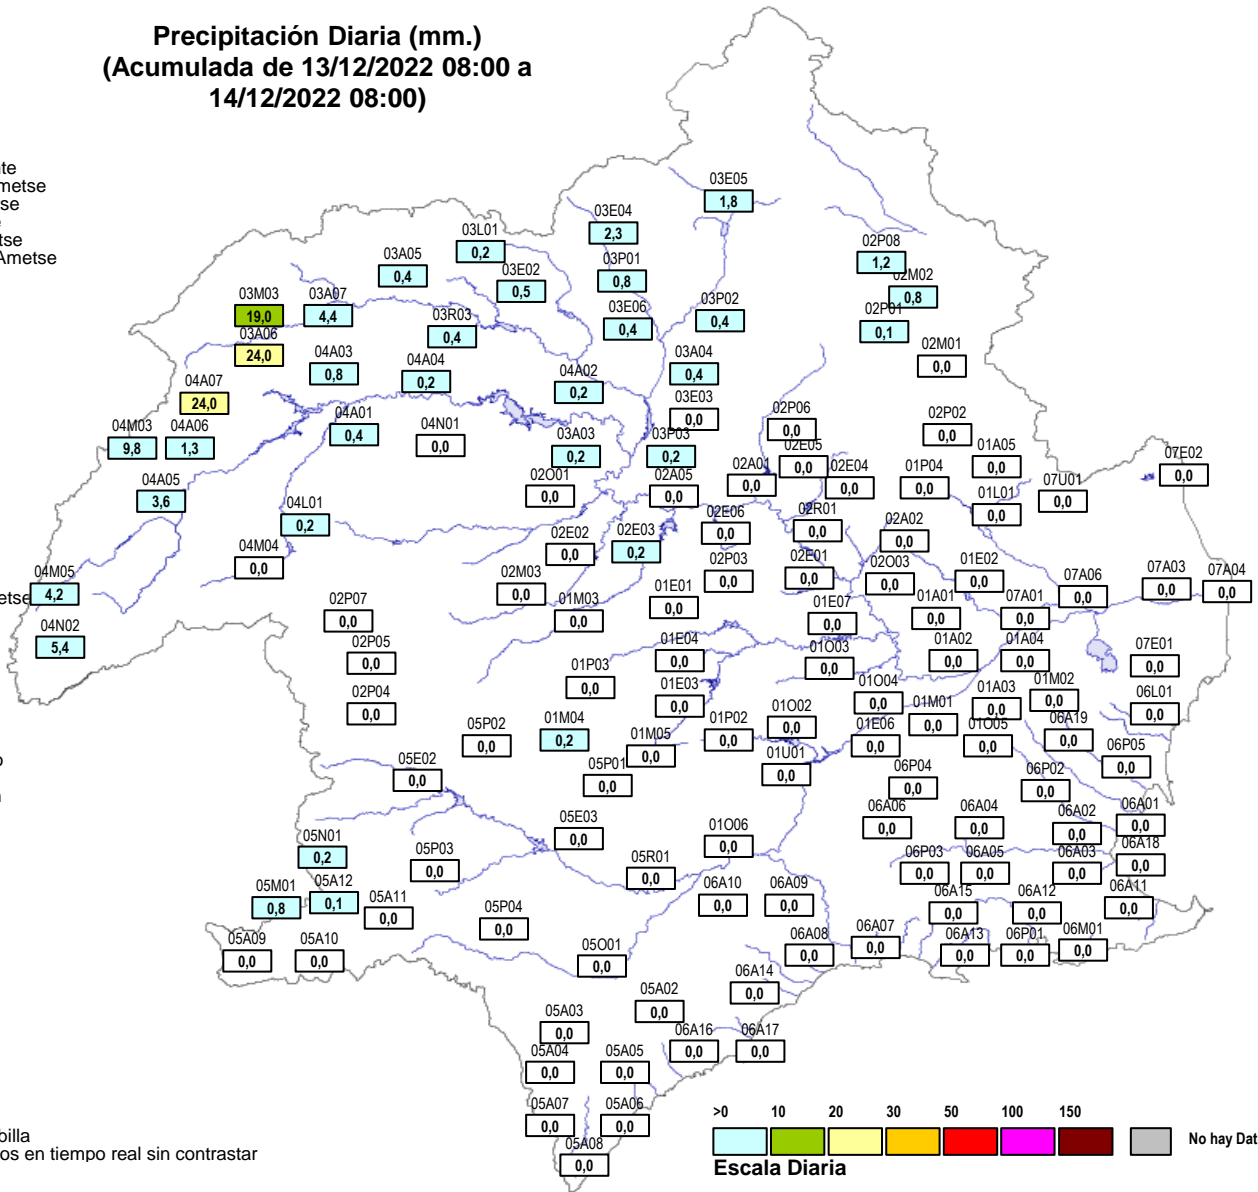 Precipitación Diaria (mm.)
(Acumulada de 13/12/2022 08:00 a
14/12/2022 08:00)
nte
metse
se
tse
Ametse
03E05
1,8
03E04
2,3
03L01
0,2
02P08
1,2
03A05
0,4
03P01
0,8
03E02
0,5
02M02
0,8
03M03
19,0
03A07
4,4
03P02
0,4
03E06
0,4
02P01
0,1
03R03
0,4
03A06
24,0
02M01
0,0
04A03
0,8
04A04
0,2
03A04
0,4
04A02
0,2
04A07
24,0
03E03
0,0
02P06
0,0
02P02
0,0
04M03
9,8
04A06
1,3
04A01
0,4
04N01
0,0
03A03
0,2
03P03
0,2
02E05
0,0
01A05
0,0
07E02
0,0
02A01
0,0
02E04
0,0
01P04
0,0
04A05
3,6
02O01
0,0
02A05
0,0
07U01
0,0
01L01
0,0
04L01
0,2
02E06
0,0
02R01
0,0
02A02
0,0
02E02
0,0
02E03
0,2
04M04
0,0
02P03
0,0
02E01
0,0
02O03
0,0
01E02
0,0
04M05
4,2
etse
02M03
0,0
07A06
0,0
07A03
0,0
07A04
0,0
01E01
0,0
02P07
0,0
01M03
0,0
01E07
0,0
01A01
0,0
07A01
0,0
04N02
5,4
02P05
0,0
01E04
0,0
01O03
0,0
01A02
0,0
01A04
0,0
07E01
0,0
01P03
0,0
01E03
0,0
01O04
0,0
01A03
0,0
01M02
0,0
06L01
0,0
02P04
0,0
01O02
0,0
01M01
0,0
05P02
0,0
01M04
0,2
01M05
0,0
01P02
0,0
01E06
0,0
01O05
0,0
06A19
0,0
06P05
0,0
o
05E02
0,0
05P01
0,0
01U01
0,0
06P04
0,0
06P02
0,0
05E03
0,0
06A06
0,0
06A04
0,0
06A02
0,0
06A01
0,0
05N01
0,2
05P03
0,0
01O06
0,0
05R01
0,0
06P03
0,0
06A05
0,0
06A03
0,0
06A18
0,0
05M01
0,8
05A12
0,1
05A11
0,0
06A10
0,0
06A09
0,0
06A15
0,0
06A12
0,0
06A11
0,0
05P04
0,0
05A09
0,0
05A10
0,0
05O01
0,0
06A08
0,0
06A07
0,0
06A13
0,0
06P01
0,0
06M01
0,0
06A14
0,0
05A02
0,0
05A03
0,0
06A16
0,0
06A17
0,0
05A04
0,0
05A05
0,0
05A07
0,0
05A06
0,0
05A08
0,0
billa
os en tiempo real sin contrastar
>0 10 20 30 50 100 150
No hay Dat
Escala Diaria